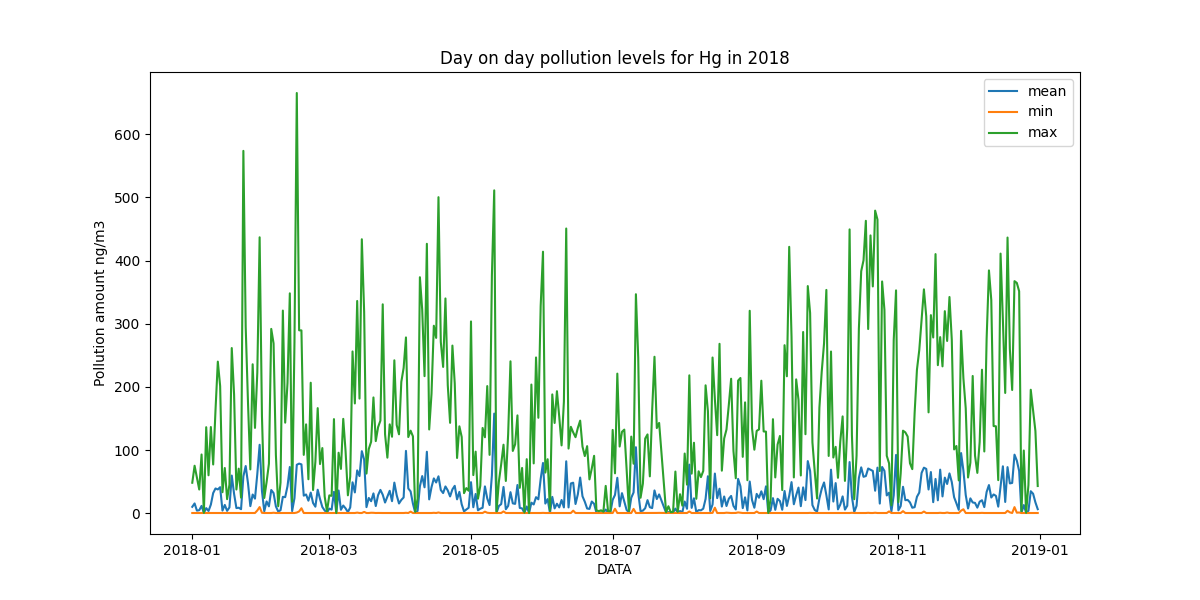 Day on day pollution levels for Hg in 2018
mean
min
max
Pollution amount ng/m3
600
500
400
300
200
100
0
2018-01
2018-03
2018-05
2018-07
2018-09
2018-11
2019-01
DATA